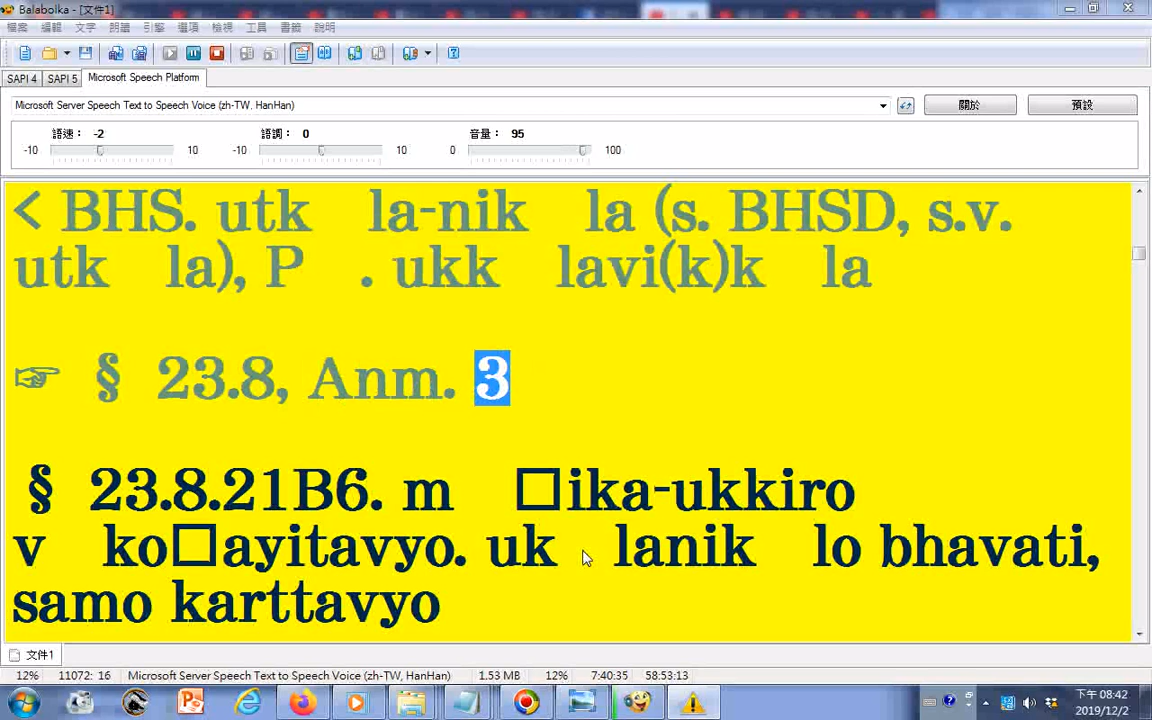 Balabolka - [文件1]
檔案 編輯 文字 朗讀 引擎 選項 檢視 工具 書籤 說明
SAPI 4 SAPI 5 Microsoft Speech Platform
Microsoft Server Speech Text to Speech Voice (zh-TW, HanHan) 關於 預設
語速： -2 語調： 0 音量： 95
-10 10 -10 10 0 100
< BHS. utk la-nik la (s. BHSD, s.v.
utk la), P . ukk lavi(k)k la
☞ § 23.8, Anm. 3
§ 23.8.21B6. m □ika-ukkiro
v ko□ayitavyo. uk lanik lo bhavati,
samo karttavyo
文件1
12% 11072: 16 Microsoft Server Speech Text to Speech Voice (zh-TW, HanHan) 1.53 MB 12% 7:40:35 58:53:13
下午 08:42
2019/12/2